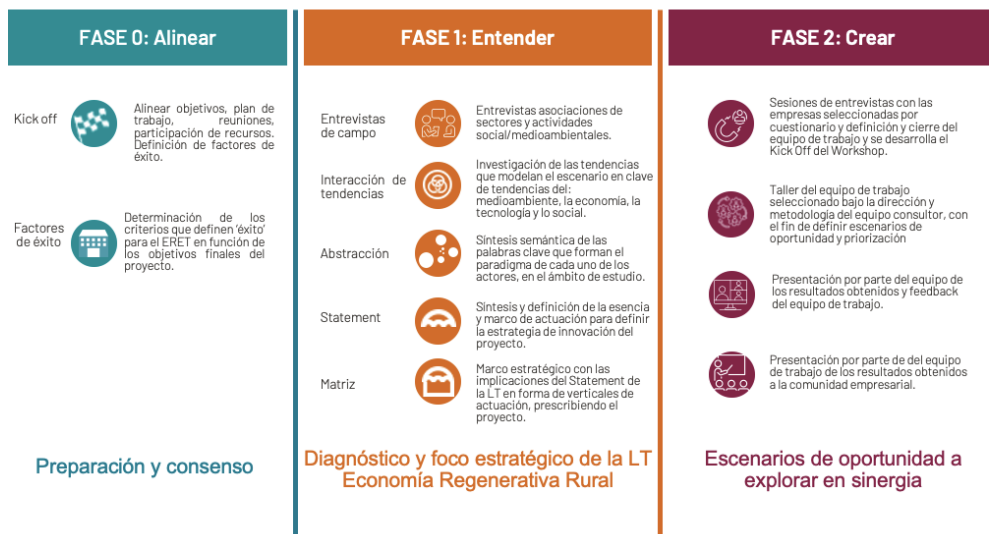 FASE 0: Alinear
Kick off
Alinear objetivos, plan de
trabajo, reuniones,
participación de recursos.
Definición de factores de
éxito.
Factores
de éxito
Determinación de los
criterios que definen ‘éxito’
para el ERET en función de
los objetivos finales del
proyecto.
Preparación y consenso
FASE 1: Entender
Entrevistas
de campo
Entrevistas asociaciones de
sectores y actividades
social/medioambientales.
Interacción de
tendencias
Investigación de las tendencias
que modelan el escenario en clave
de tendencias del:
medioambiente, la economía, la
tecnología y lo social.
Abstracción
Síntesis semántica de las
palabras clave que forman el
paradigma de cada uno de los
actores, en el ámbito de estudio.
Statement
Síntesis y definición de la esencia
y marco de actuación para definir
la estrategia de innovación del
proyecto.
Matriz
Marco estratégico con las
implicaciones del Statement de
la LT en forma de verticales de
actuación, prescribiendo el
proyecto.
Diagnóstico y foco estratégico de la LT
Economía Regenerativa Rural
FASE 2: Crear
Sesiones de entrevistas con las
empresas seleccionadas por
cuestionario y definición y cierre del
equipo de trabajo y se desarrolla el
Kick Off del Workshop.
Taller del equipo de trabajo
seleccionado bajo la dirección y
metodología del equipo consultor, con
el fin de definir escenarios de
oportunidad y priorización
Presentación por parte del equipo de
los resultados obtenidos y feedback
del equipo de trabajo.
Presentación por parte de del equipo
de trabajo de los resultados obtenidos
a la comunidad empresarial.
Escenarios de oportunidad a
explorar en sinergia